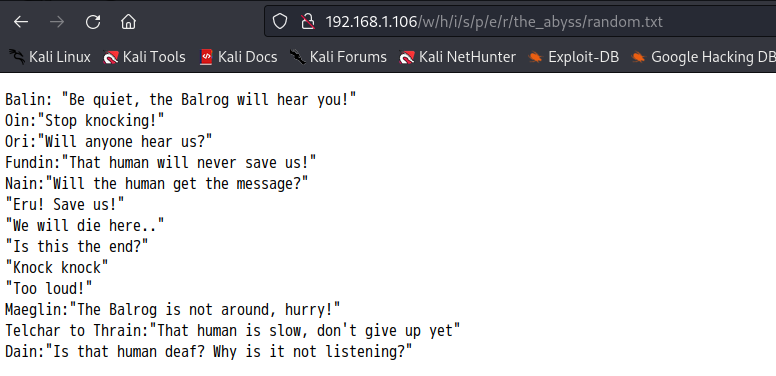 192.168.1.106/w/h/i/s/p/e/r/the_abyss/random.txt
Kali Linux Kali Tools Kali Docs Kali Forums Kali NetHunter Exploit-DB Google Hacking DB
Balin: "Be quiet, the Balrog will hear you!"
Oin:"Stop knocking!"
Ori:"Will anyone hear us?"
Fundin:"That human will never save us!"
Nain:"Will the human get the message?"
"Eru! Save us!"
"We will die here.."
"Is this the end?"
"Knock knock"
"Too loud!"
Maeglin:"The Balrog is not around, hurry!"
Telchar to Thrain:"That human is slow, don't give up yet"
Dain:"Is that human deaf? Why is it not listening?"